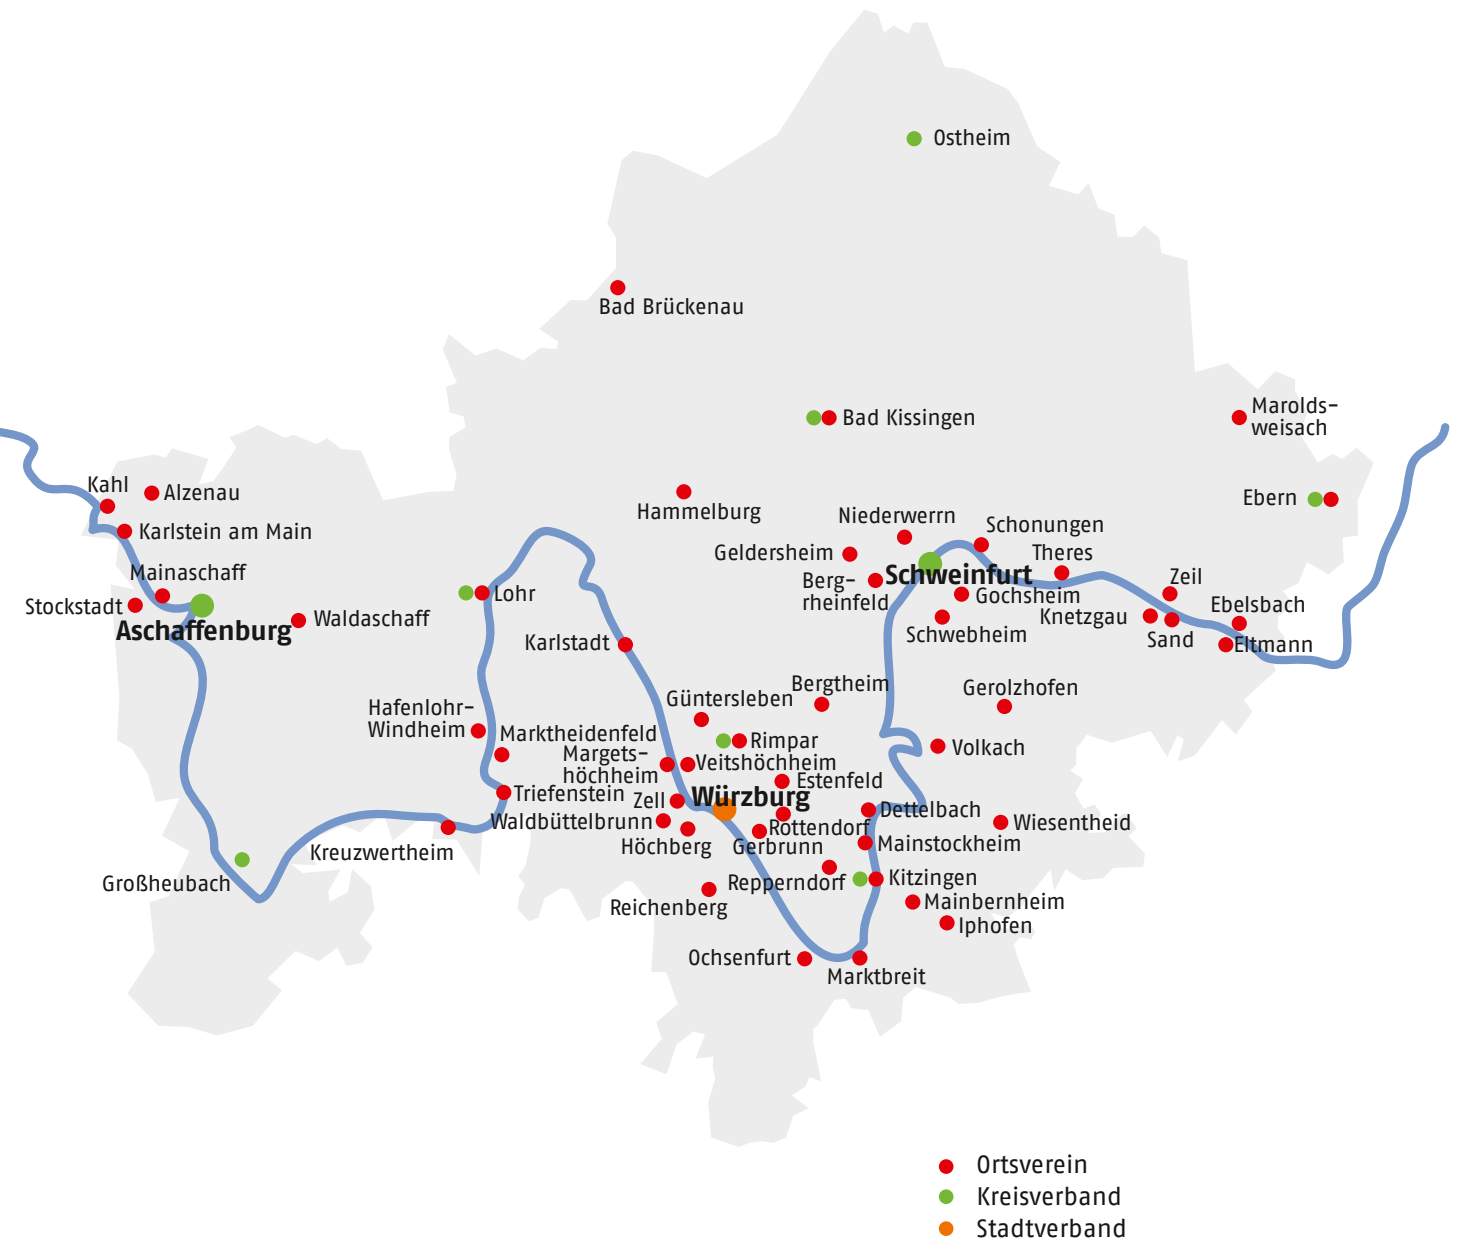 Ostheim
Bad Brückenau
Bad Kissingen
Marolds-
weisach
Kahl
Alzenau
Ebern
Hammelburg
Karlstein am Main
Niederwerrn
Schonungen
Geldersheim
Theres
Mainaschaff
Berg-
rheinfeld
Schweinfurt
Zeil
Stockstadt
Lohr
Gochsheim
Ebelsbach
Aschaffenburg
Waldaschaff
Knetzgau
Schwebheim
Sand
Eltmann
Karlstadt
Bergtheim
Gerolzhofen
Güntersleben
Hafenlohr-
Windheim
Marktheidenfeld
Rimpar
Volkach
Margets-
höchheim
Veitshöchheim
Estenfeld
Triefenstein
Zell
Würzburg
Dettelbach
Waldbüttelbrunn
Rottendorf
Wiesentheid
Höchberg
Gerbrunn
Mainstockheim
Kreuzwertheim
Großheubach
Repperndorf
Kitzingen
Reichenberg
Mainbernheim
Iphofen
Ochsenfurt
Marktbreit
Ortsverein
Kreisverband
Stadtverband